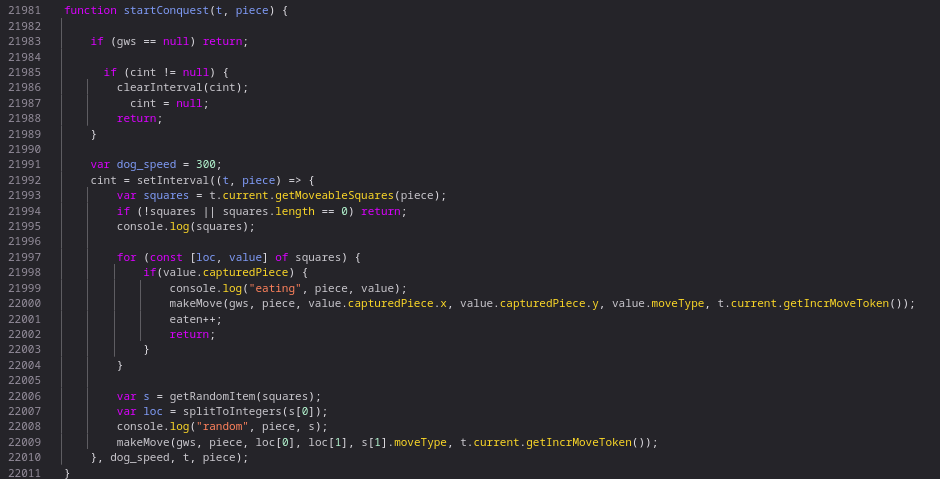 21981 function startConquest(t, piece) {
21982
21983     if (gws == null) return;
21984
21985       if (cint != null) {
21986         clearInterval(cint);
21987           cint = null;
21988         return;
21989     }
21990
21991     var dog_speed = 300;
21992     cint = setInterval((t, piece) => {
21993         var squares = t.current.getMoveableSquares(piece);
21994         if (!squares || squares.length == 0) return;
21995         console.log(squares);
21996
21997         for (const [loc, value] of squares) {
21998             if(value.capturedPiece) {
21999                 console.log("eating", piece, value);
22000                 makeMove(gws, piece, value.capturedPiece.x, value.capturedPiece.y, value.moveType, t.current.getIncrMoveToken());
22001                 eaten++;
22002                 return;
22003             }
22004         }
22005
22006         var s = getRandomItem(squares);
22007         var loc = splitToIntegers(s[0]);
22008         console.log("random", piece, s);
22009         makeMove(gws, piece, loc[0], loc[1], s[1].moveType, t.current.getIncrMoveToken());
22010     }, dog_speed, t, piece);
22011 }